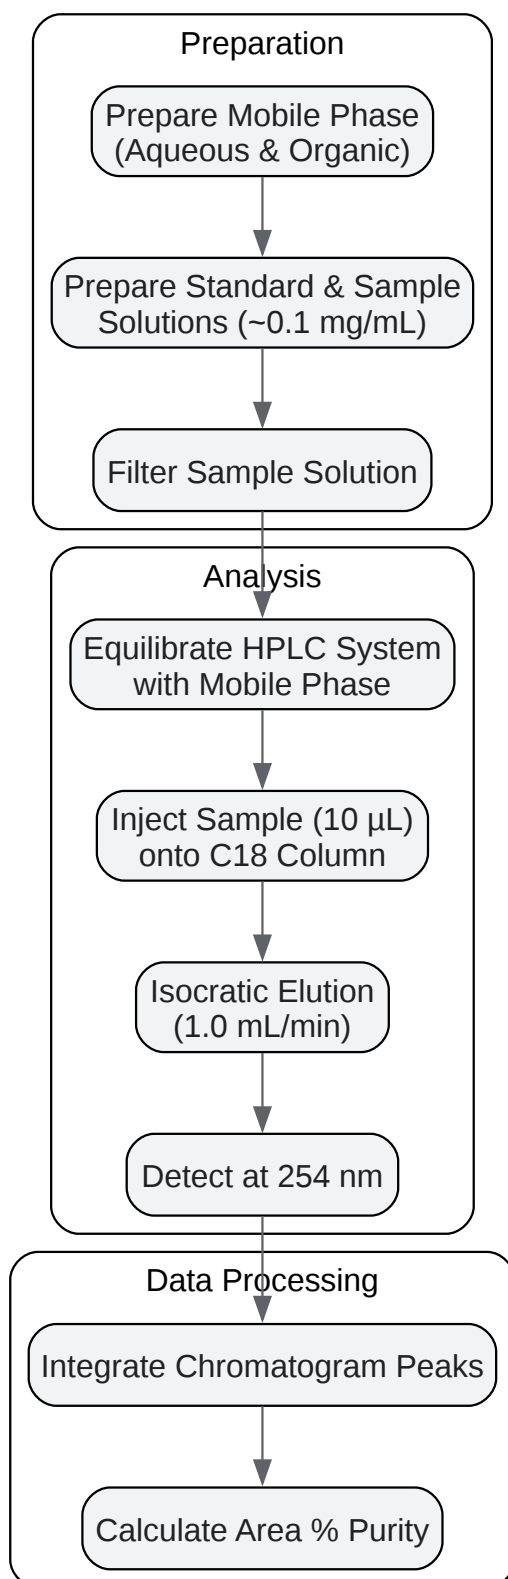 Preparation
Prepare Mobile Phase
(Aqueous & Organic)
Prepare Standard & Sample
Solutions (~0.1 mg/mL)
Filter Sample Solution
Analysis
Equilibrate HPLC System
with Mobile Phase
Inject Sample (10 µL)
onto C18 Column
Isocratic Elution
(1.0 mL/min)
Detect at 254 nm
Data Processing
Integrate Chromatogram Peaks
Calculate Area % Purity